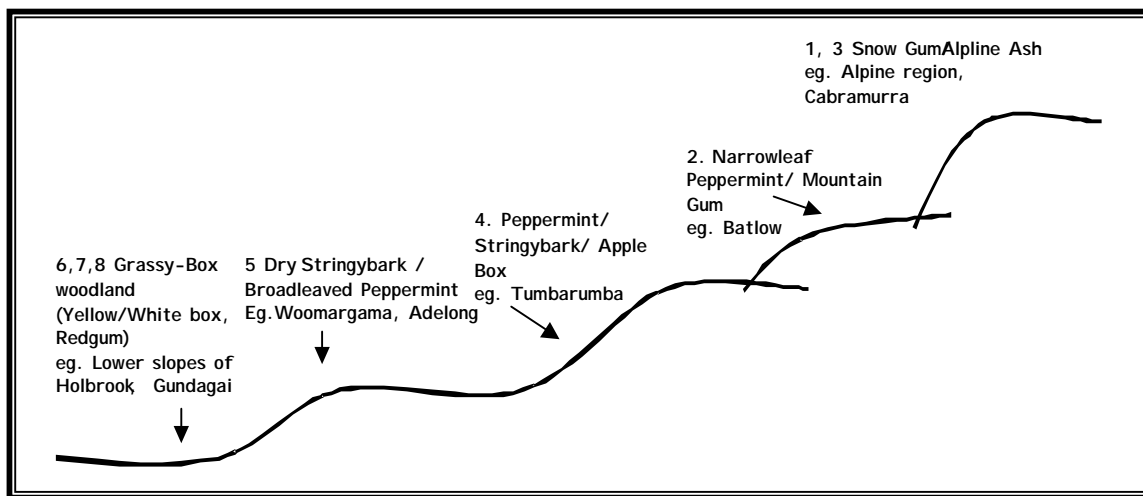 1, 3 Snow GumAlpline Ash
eg. Alpine region,
Cabramurra
2. Narrowleaf
Peppermint/ Mountain
Gum
eg. Batlow
4. Peppermint/
Stringybark/ Apple
Box
eg. Tumbarumba
5 Dry Stringybark /
Broadleaved Peppermint
Eg.Woomargama, Adelong
6,7,8 Grassy-Box
woodland
(Yellow/White box,
Redgum)
eg. Lower slopes of
Holbrook, Gundagai